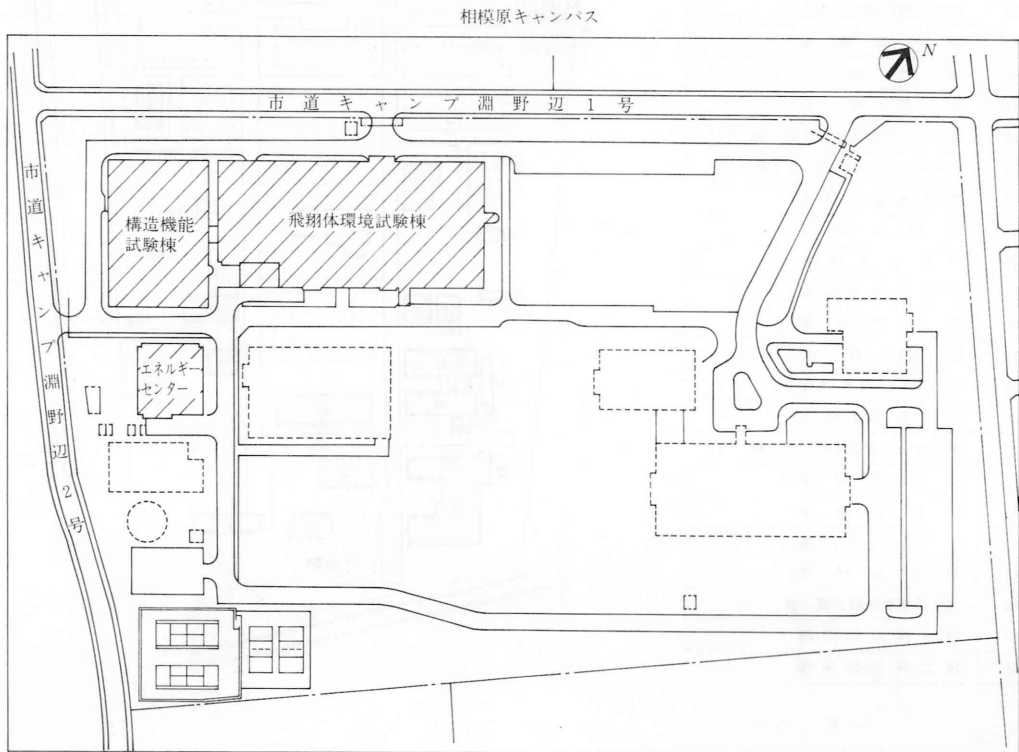 相模原キャンパス
N
市道キャンプ淵野辺1号
市道キャンプ淵野辺2号
構造機能
試験棟
飛翔体環境試験棟
エネルギー
センター